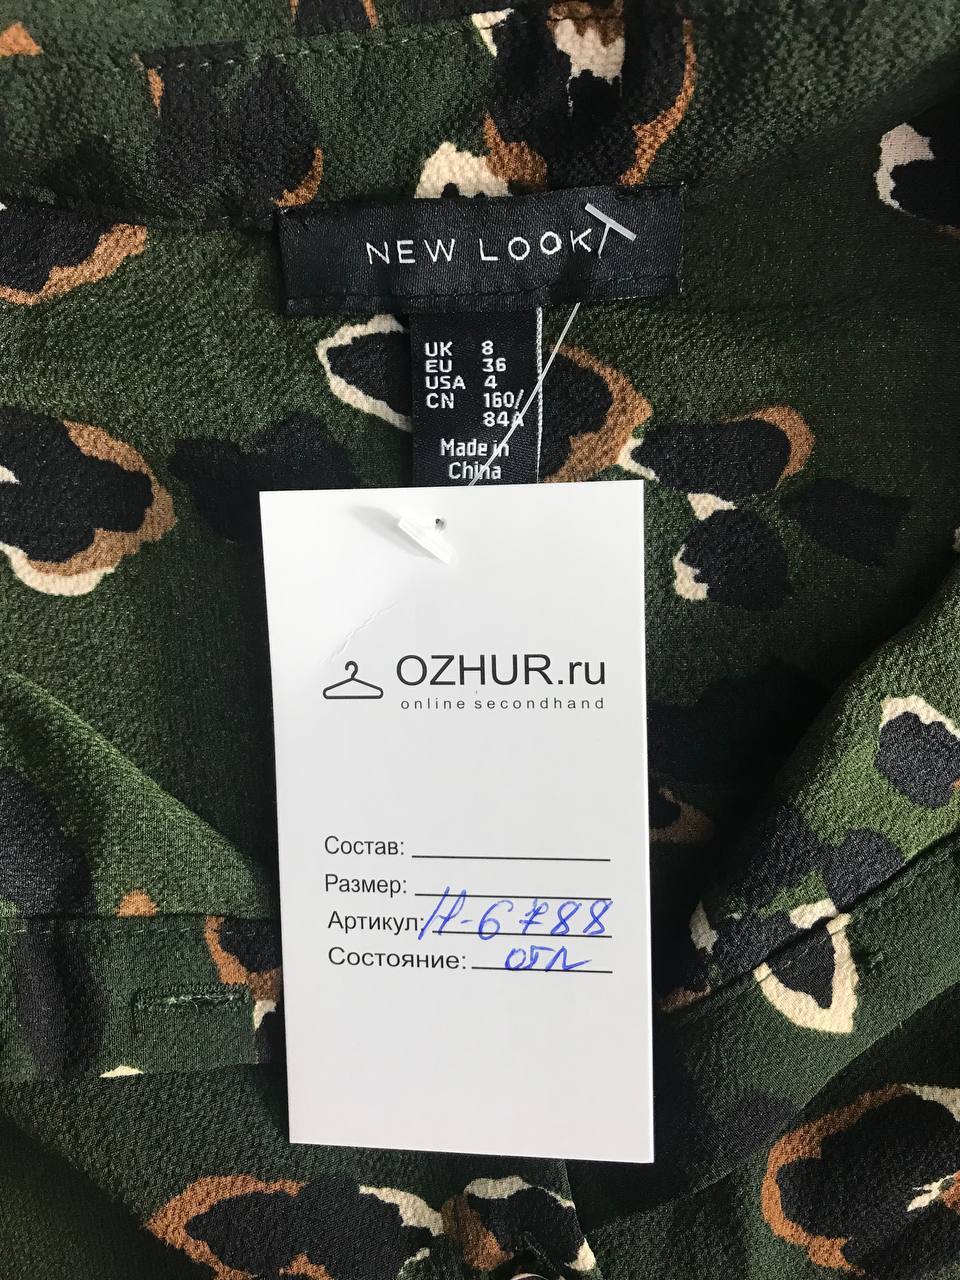 NEW LOOK
UK 8
EU 36
USA 4
CN 160/
84A
Made in
China
OZHUR.ru
online secondhand
Состав:
Размер:
Артикул: Н-6788
Состояние: отл